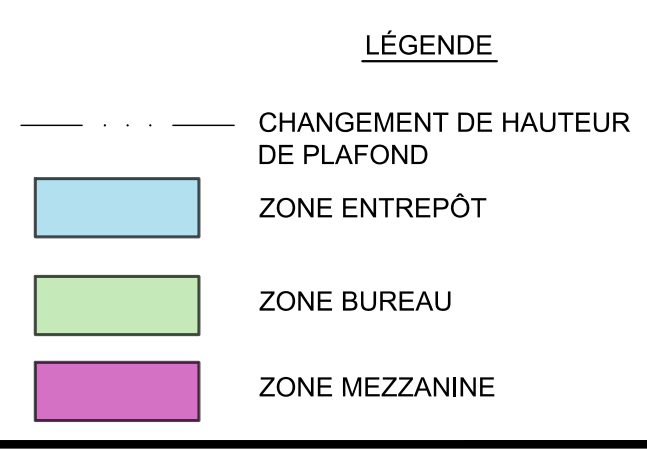 LÉGENDE
CHANGEMENT DE HAUTEUR
DE PLAFOND
ZONE ENTREPÔT
ZONE BUREAU
ZONE MEZZANINE